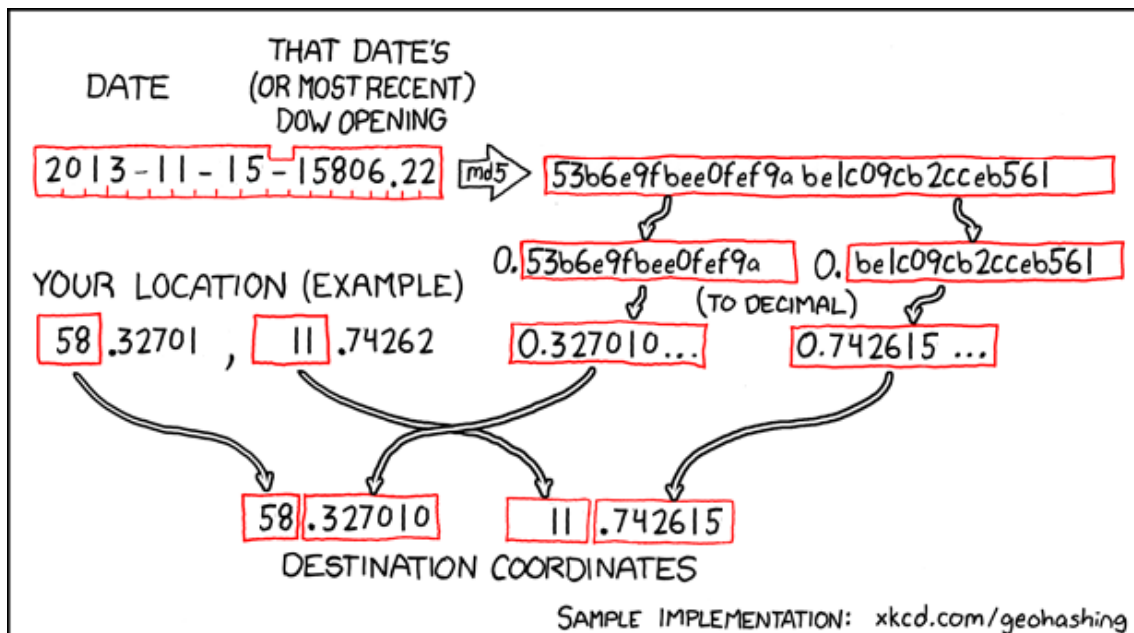 DATE
THAT DATE'S
(OR MOST RECENT)
DOW OPENING
2013-11-15-15806.22
md5
53b6e9fbee0fef9abe1c09cb2cceb561
0.53b6e9fbee0fef9a
0.be1c09cb2cceb561
YOUR LOCATION (EXAMPLE)
(TO DECIMAL)
58.32701, 11.74262
0.327010...
0.742615...
58.327010
11.742615
DESTINATION COORDINATES
SAMPLE IMPLEMENTATION: xkcd.com/geohashing